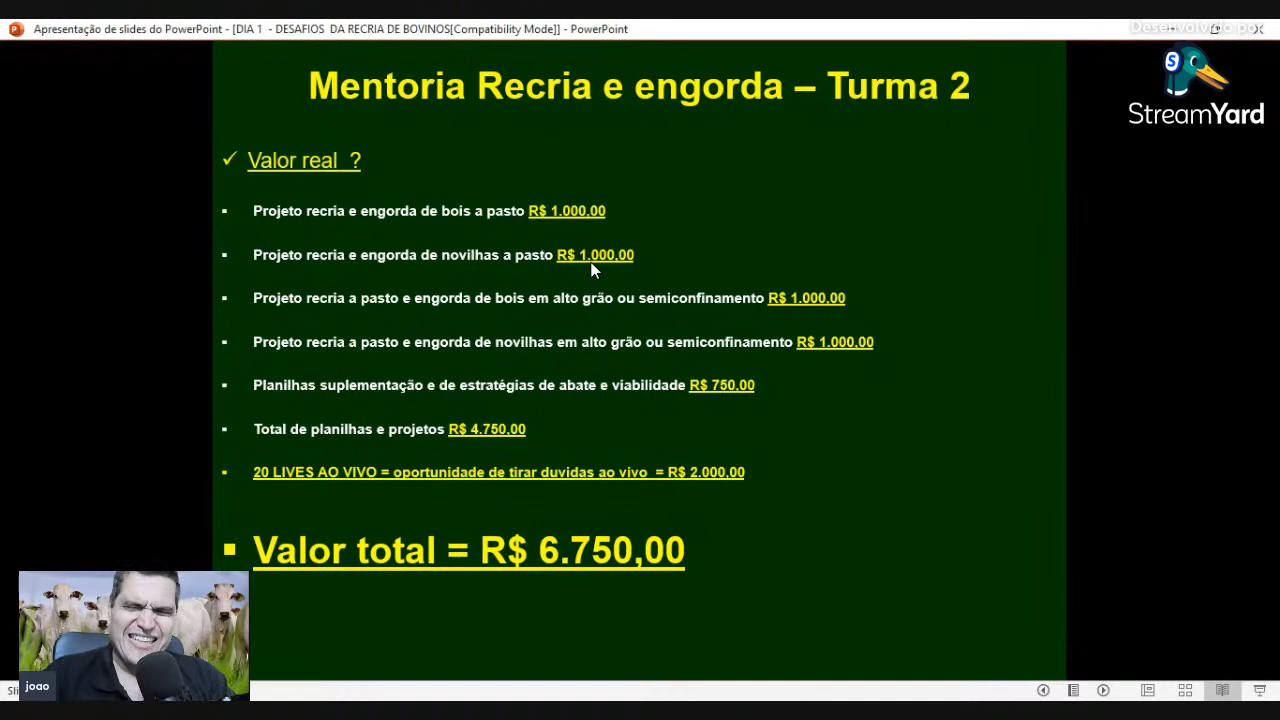 Apresentação de slides do PowerPoint - [DIA 1 - DESAFIOS DA RECRIA DE BOVINOS[Compatibility Mode]] - PowerPoint
Desenvolvido por
StreamYard
Mentoria Recria e engorda – Turma 2
✓ Valor real ?
▪ Projeto recria e engorda de bois a pasto R$ 1.000,00
▪ Projeto recria e engorda de novilhas a pasto R$ 1.000,00
▪ Projeto recria a pasto e engorda de bois em alto grão ou semiconfinamento R$ 1.000,00
▪ Projeto recria a pasto e engorda de novilhas em alto grão ou semiconfinamento R$ 1.000,00
▪ Planilhas suplementação e de estratégias de abate e viabilidade R$ 750,00
▪ Total de planilhas e projetos R$ 4.750,00
▪ 20 LIVES AO VIVO = oportunidade de tirar duvidas ao vivo = R$ 2.000,00
▪ Valor total = R$ 6.750,00
joao